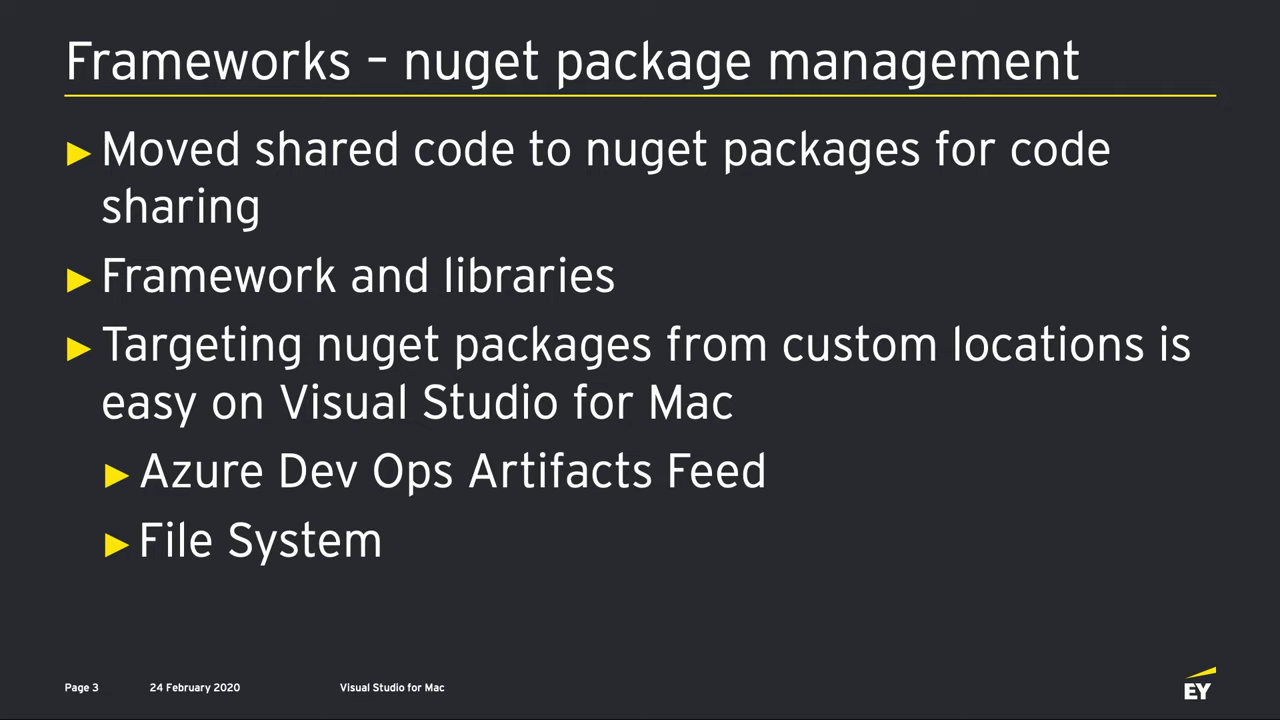 Frameworks – nuget package management
► Moved shared code to nuget packages for code
sharing
► Framework and libraries
► Targeting nuget packages from custom locations is
easy on Visual Studio for Mac
► Azure Dev Ops Artifacts Feed
► File System
Page 3 24 February 2020 Visual Studio for Mac
EY